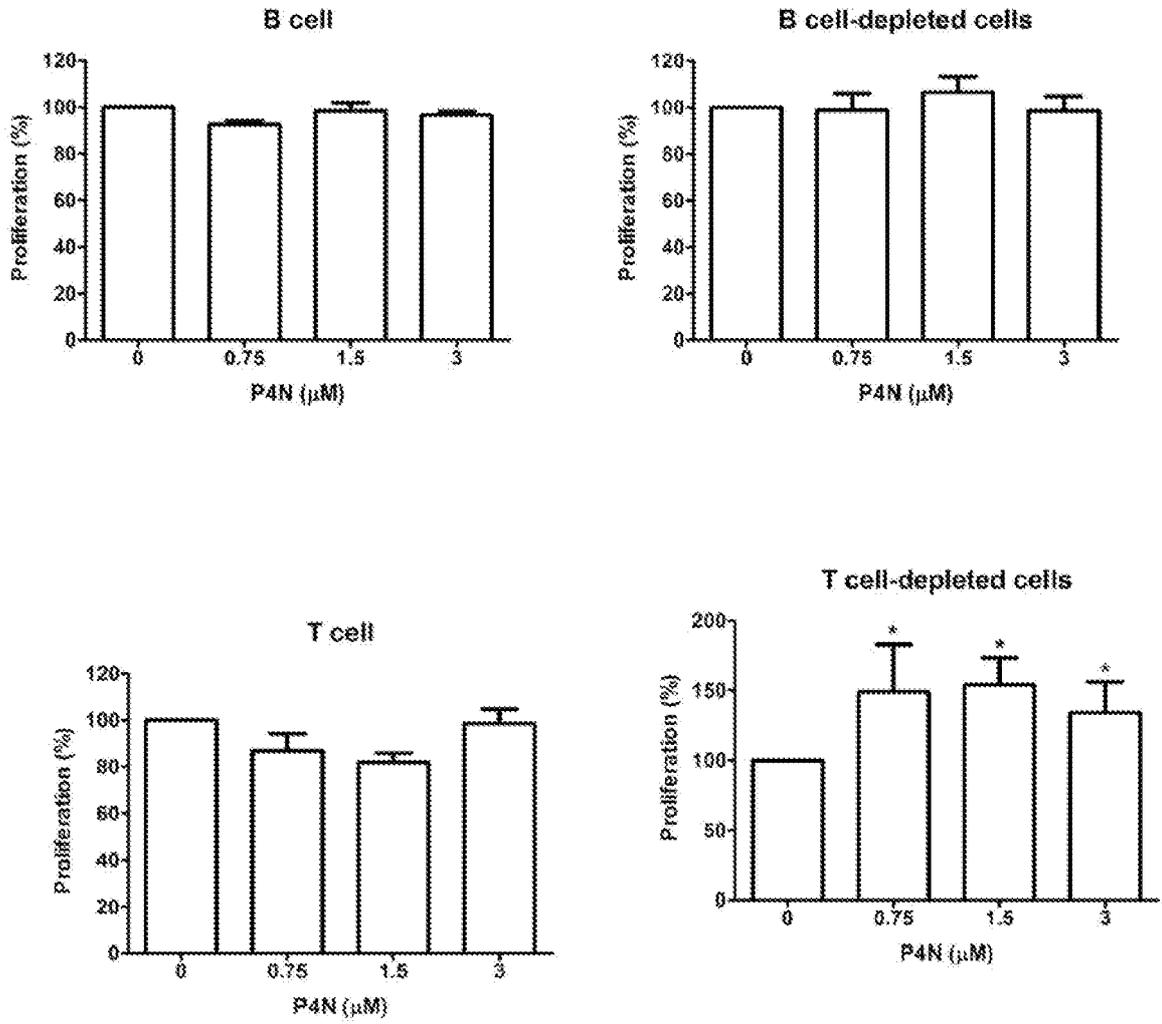 B cell
120
100
80
60
40
20
0
Proliferation (%)
0 0.75 1.5 3
P4N (μM)
B cell-depleted cells
120
100
80
60
40
20
0
Proliferation (%)
0 0.75 1.5 3
P4N (μM)
T cell
120
100
80
60
40
20
0
Proliferation (%)
0 0.75 1.5 3
P4N (μM)
T cell-depleted cells
200
150
100
50
0
Proliferation (%)
* * *
0 0.75 1.5 3
P4N (μM)